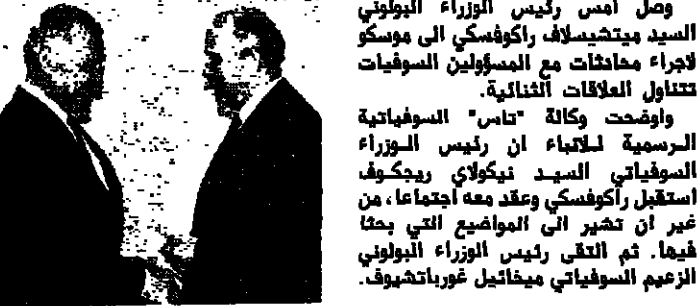 وصل امس رئيس الوزراء البولوني
السيد ميتشيسلاف راكوفسكي الى موسكو
لاجراء محادثات مع المسؤولين السوفيات
تتناول العلاقات الثنائية.
واوضحت وكالة "تاس" السوفياتية
الرسمية للانباء ان رئيس الوزراء
السوفياتي السيد نيكولاي ريجكوف
استقبل راكوفسكي وعقد معه اجتماعا، من
غير ان تشير الى المواضيع التي بحثا
فيها. ثم التقى رئيس الوزراء البولوني
الزعيم السوفياتي ميخائيل غورباتشيوف.